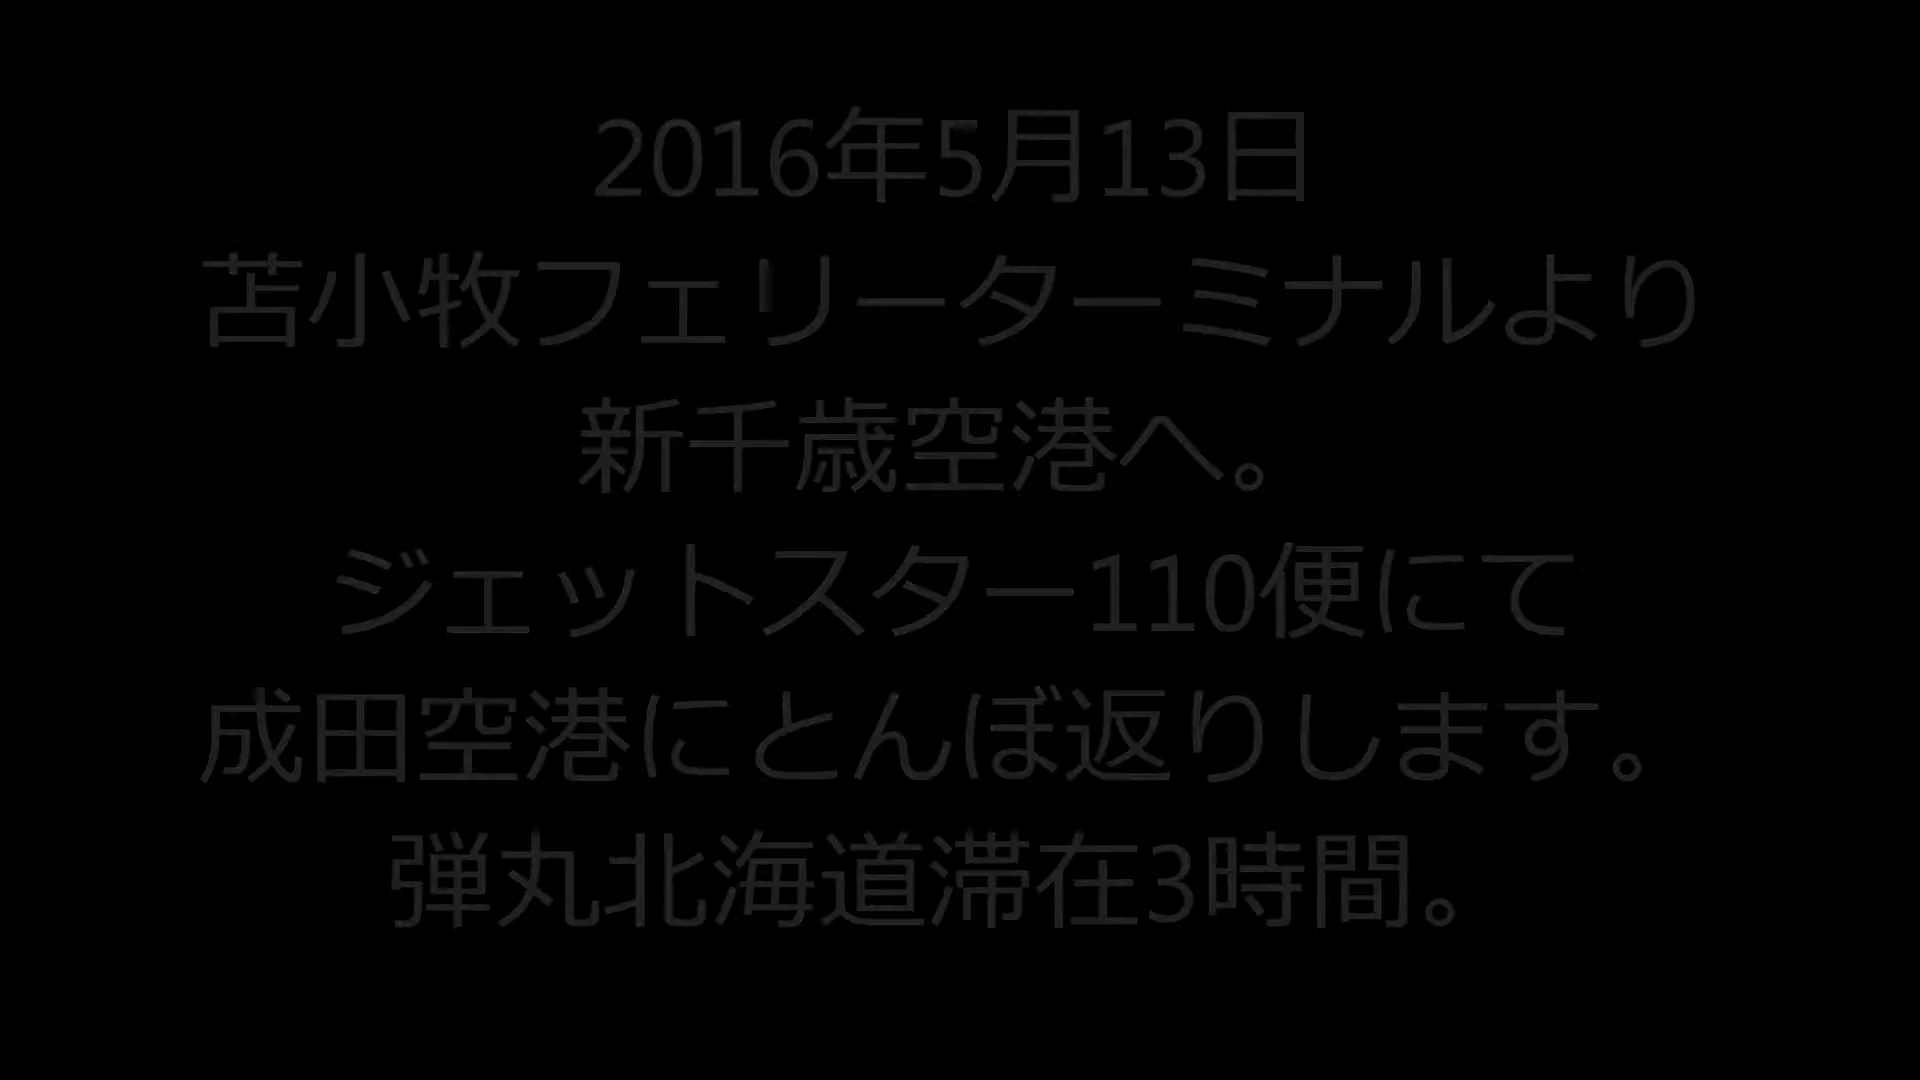 2016年5月13日
苫小牧フェリーターミナルより
新千歳空港へ。
ジェットスター110便にて
成田空港にとんぼ返りします。
弾丸北海道滞在3時間。